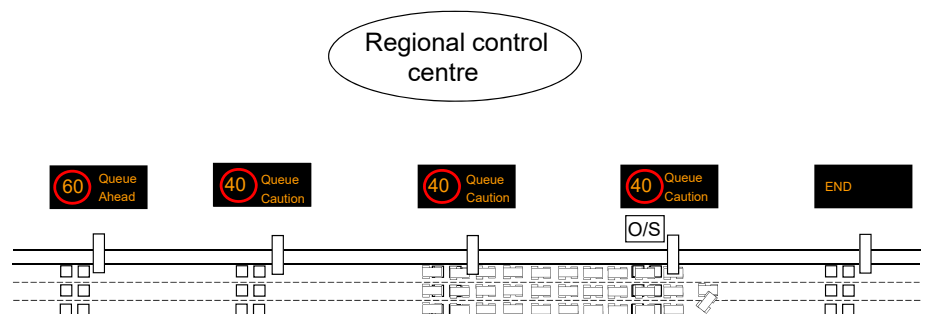 Regional control
centre
60 Queue
Ahead
40 Queue
Caution
40 Queue
Caution
40 Queue
Caution
END
O/S